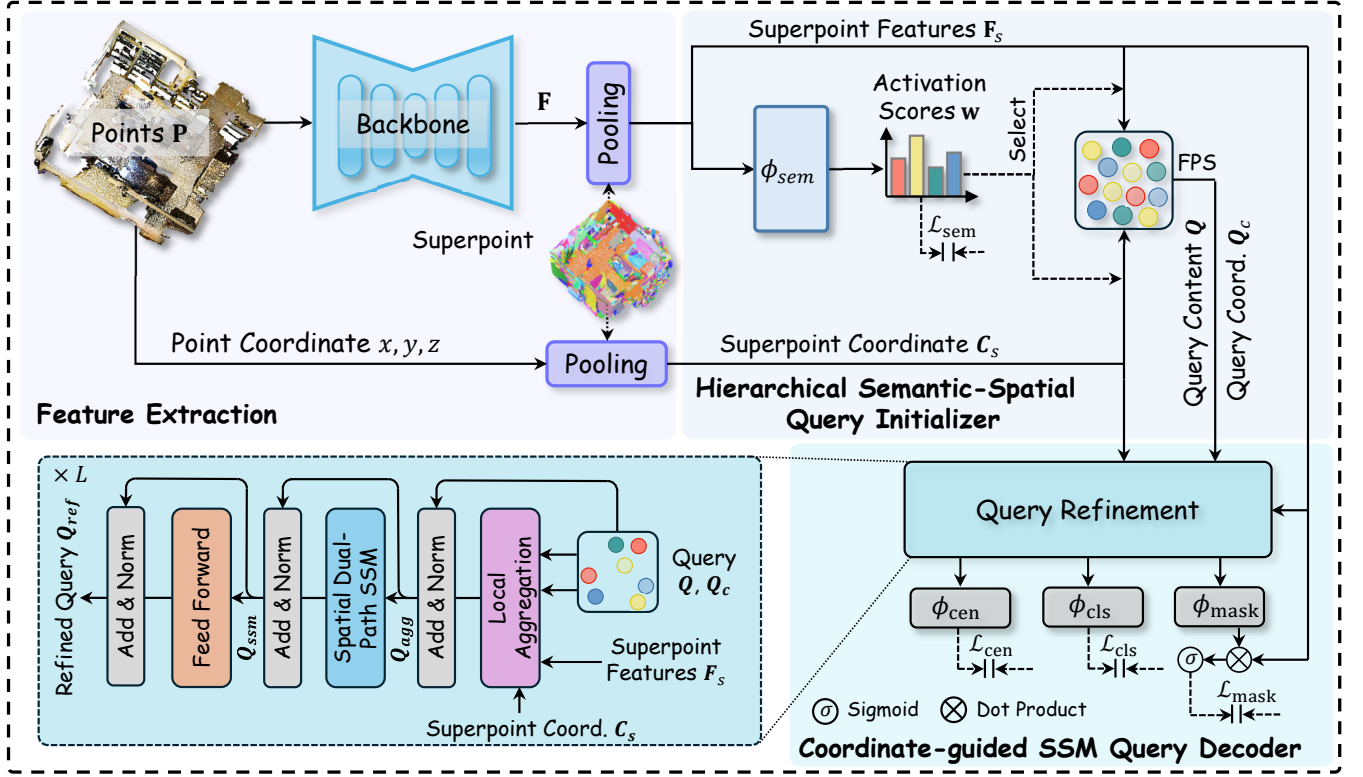 Points P
Backbone
F
Pooling
Superpoint
Point Coordinate x, y, z
Pooling
Feature Extraction
Superpoint Features F_s
ϕ_sem
Activation
Scores w
ℒ_sem
Select
FPS
Query Content Q
Query Coord. Q_c
Superpoint Coordinate C_s
Hierarchical Semantic-Spatial
Query Initializer
× L
Refined Query Q_ref
Add & Norm
Feed Forward
Q_ssm
Add & Norm
Spatial Dual-
Path SSM
Q_agg
Add & Norm
Local
Aggregation
Query
Q, Q_c
Superpoint
Features F_s
Superpoint Coord. C_s
Query Refinement
ϕ_cen
ϕ_cls
ϕ_mask
ℒ_cen
ℒ_cls
σ
ℒ_mask
σ Sigmoid
Dot Product
Coordinate-guided SSM Query Decoder